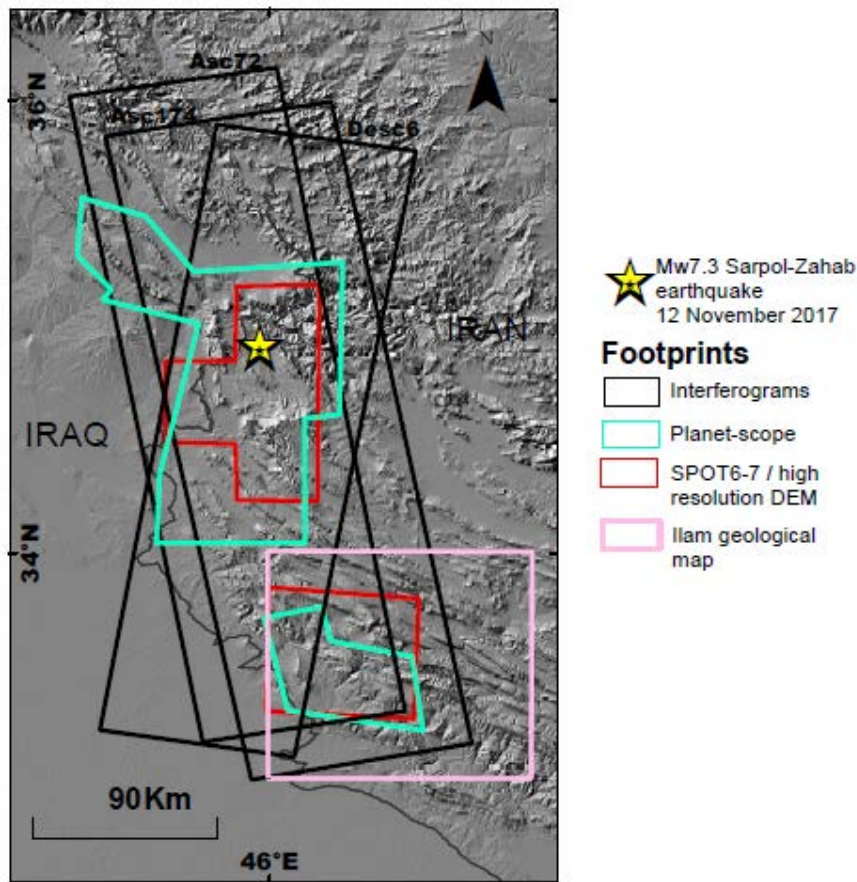 N
Asc72
36°N
Asc174
Desc6
IRAN
IRAQ
34°N
90Km
46°E
Mw7.3 Sarpol-Zahab
earthquake
12 November 2017
Footprints
Interferograms
Planet-scope
SPOT6-7 / high
resolution DEM
Ilam geological
map